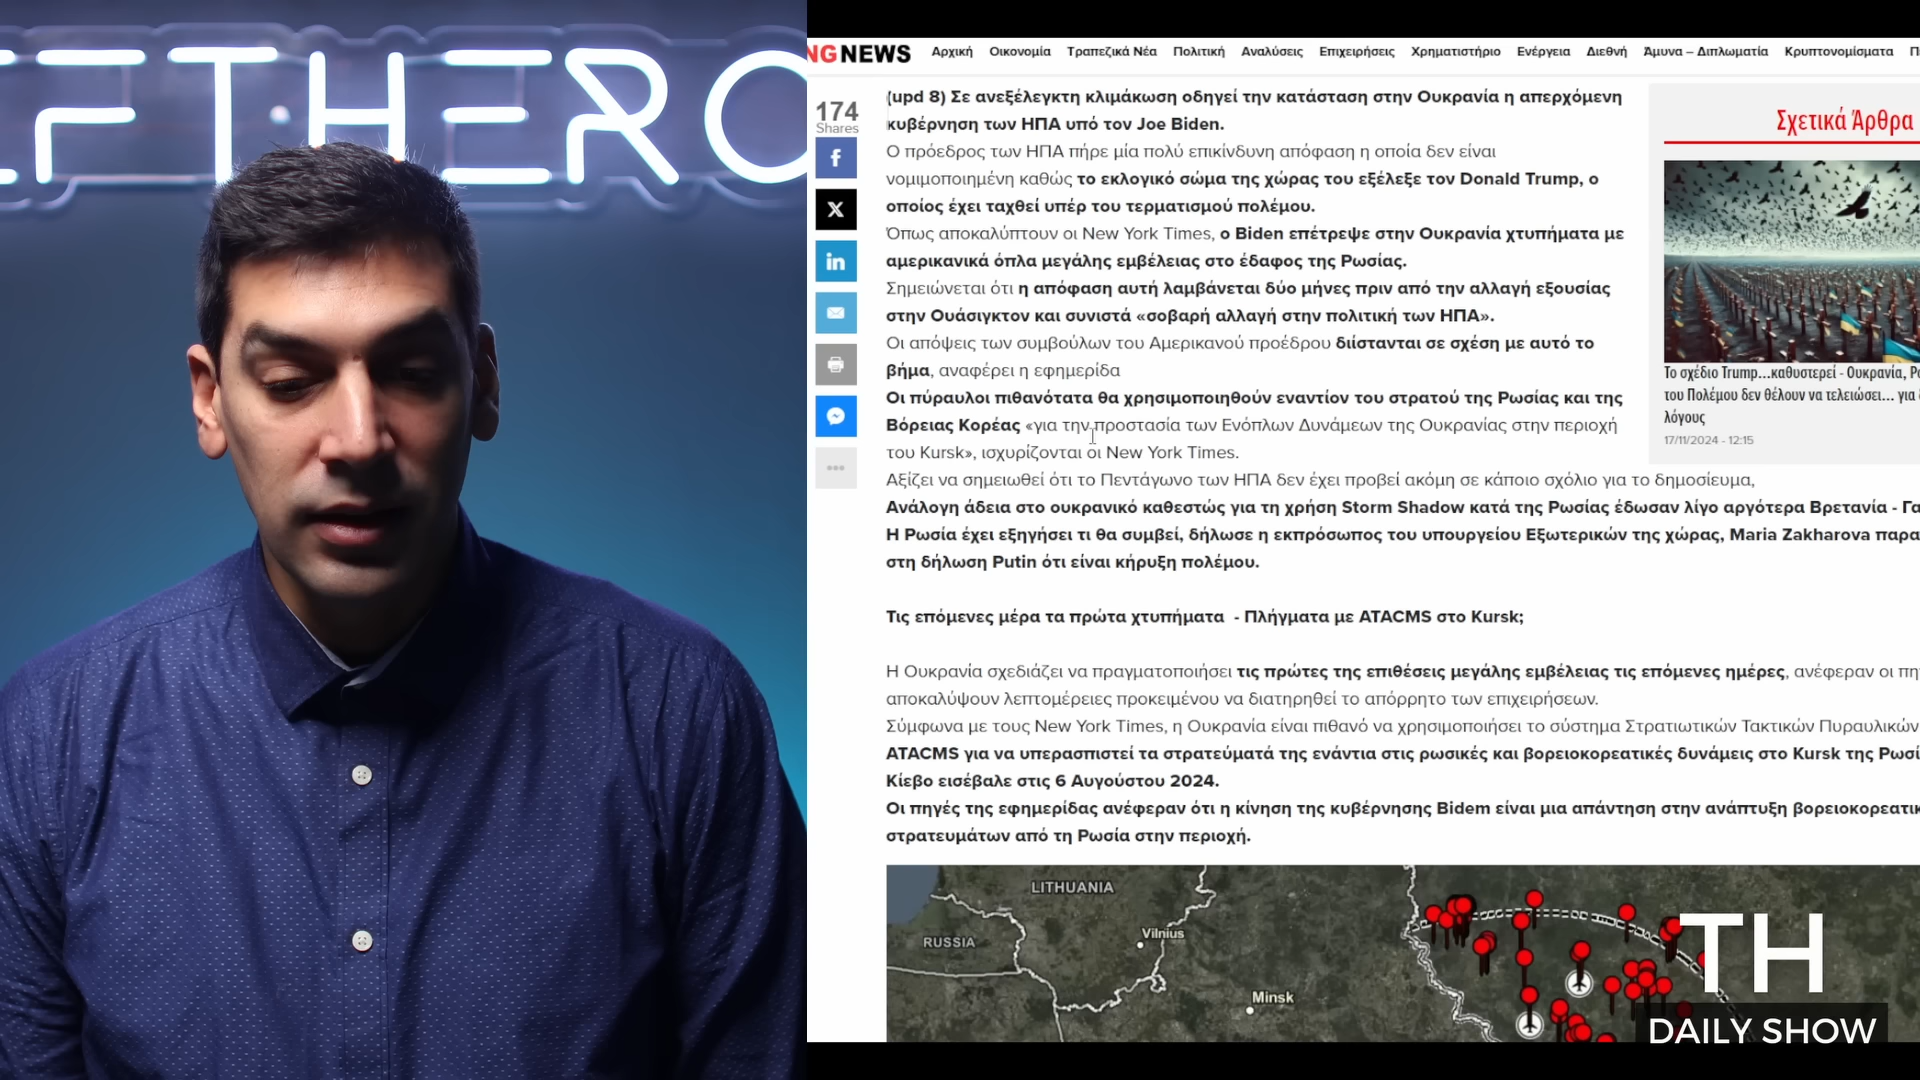 FTHERO
NG NEWS
Αρχική Οικονομία Τραπεζικά Νέα Πολιτική Αναλύσεις Επιχειρήσεις Χρηματιστήριο Ενέργεια Διεθνή Άμυνα – Διπλωματία Κρυπτονομίσματα
174
Shares
(upd 8) Σε ανεξέλεγκτη κλιμάκωση οδηγεί την κατάσταση στην Ουκρανία η απερχόμενη
κυβέρνηση των ΗΠΑ υπό τον Joe Biden.
Ο πρόεδρος των ΗΠΑ πήρε μία πολύ επικίνδυνη απόφαση η οποία δεν είναι
νομιμοποιημένη καθώς το εκλογικό σώμα της χώρας του εξέλεξε τον Donald Trump, ο
οποίος έχει ταχθεί υπέρ του τερματισμού πολέμου.
Όπως αποκαλύπτουν οι New York Times, ο Biden επέτρεψε στην Ουκρανία χτυπήματα με
αμερικανικά όπλα μεγάλης εμβέλειας στο έδαφος της Ρωσίας.
Σημειώνεται ότι η απόφαση αυτή λαμβάνεται δύο μήνες πριν από την αλλαγή εξουσίας
στην Ουάσιγκτον και συνιστά «σοβαρή αλλαγή στην πολιτική των ΗΠΑ».
Οι απόψεις των συμβούλων του Αμερικανού προέδρου διίστανται σε σχέση με αυτό το
βήμα, αναφέρει η εφημερίδα
Οι πύραυλοι πιθανότατα θα χρησιμοποιηθούν εναντίον του στρατού της Ρωσίας και της
Βόρειας Κορέας «για την προστασία των Ενόπλων Δυνάμεων της Ουκρανίας στην περιοχή
του Kursk», ισχυρίζονται οι New York Times.
Αξίζει να σημειωθεί ότι το Πεντάγωνο των ΗΠΑ δεν έχει προβεί ακόμη σε κάποιο σχόλιο για το δημοσίευμα,
Ανάλογη άδεια στο ουκρανικό καθεστώς για τη χρήση Storm Shadow κατά της Ρωσίας έδωσαν λίγο αργότερα Βρετανία - Γα
Η Ρωσία έχει εξηγήσει τι θα συμβεί, δήλωσε η εκπρόσωπος του υπουργείου Εξωτερικών της χώρας, Maria Zakharova παρα
στη δήλωση Putin ότι είναι κήρυξη πολέμου.
Τις επόμενες μέρα τα πρώτα χτυπήματα - Πλήγματα με ATACMS στο Kursk;
Η Ουκρανία σχεδιάζει να πραγματοποιήσει τις πρώτες της επιθέσεις μεγάλης εμβέλειας τις επόμενες ημέρες, ανέφεραν οι πη
αποκαλύψουν λεπτομέρειες προκειμένου να διατηρηθεί το απόρρητο των επιχειρήσεων.
Σύμφωνα με τους New York Times, η Ουκρανία είναι πιθανό να χρησιμοποιήσει το σύστημα Στρατιωτικών Τακτικών Πυραυλικών
ATACMS για να υπερασπιστεί τα στρατεύματά της ενάντια στις ρωσικές και βορειοκορεατικές δυνάμεις στο Kursk της Ρωσί
Κίεβο εισέβαλε στις 6 Αυγούστου 2024.
Οι πηγές της εφημερίδας ανέφεραν ότι η κίνηση της κυβέρνησης Bidem είναι μια απάντηση στην ανάπτυξη βορειοκορεατικ
στρατευμάτων από τη Ρωσία στην περιοχή.
Σχετικά Άρθρα
Το σχέδιο Trump...καθυστερεί - Ουκρανία, Ρω
του Πολέμου δεν θέλουν να τελειώσει... για δ
λόγους
17/11/2024 - 12:15
LITHUANIA
Vilnius
RUSSIA
Minsk
TH
DAILY SHOW